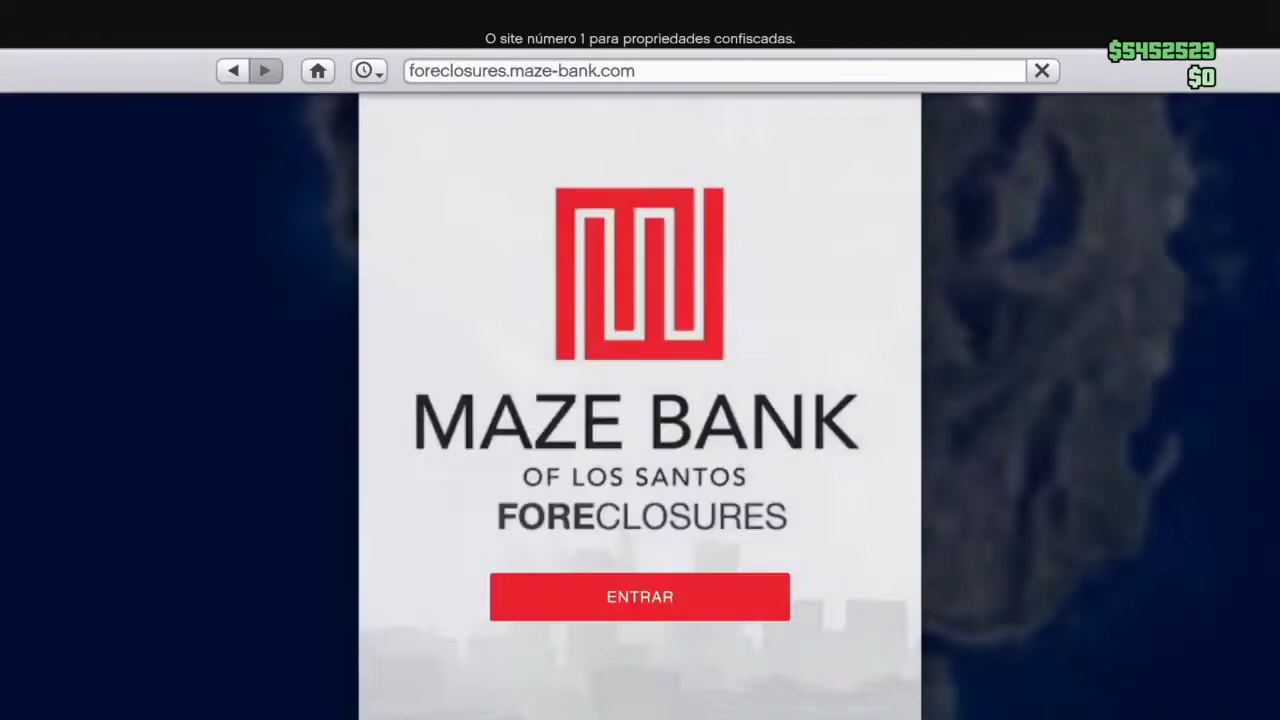 O site número 1 para propriedades confiscadas.
foreclosures.maze-bank.com
$5452523
$0
MAZE BANK
OF LOS SANTOS
FORECLOSURES
ENTRAR